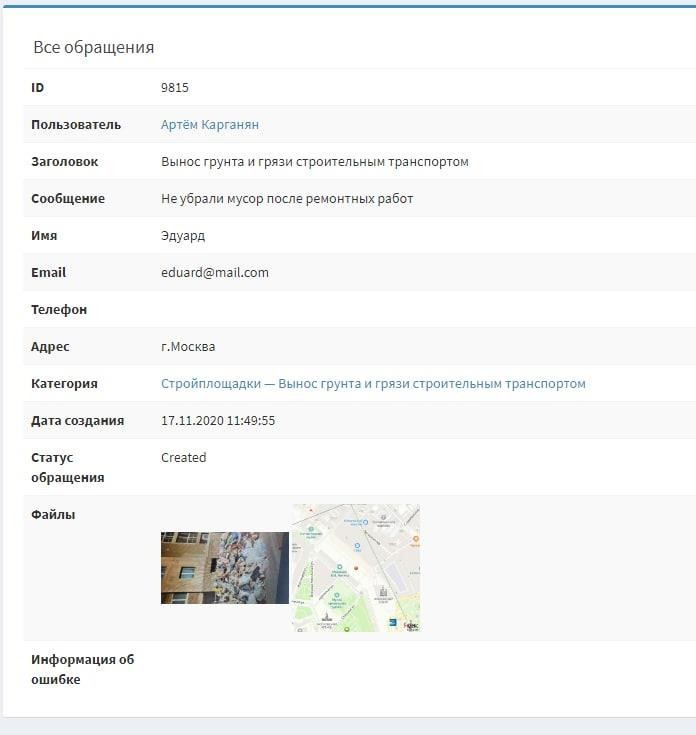 Все обращения
ID 9815
Пользователь Артём Карганян
Заголовок Вынос грунта и грязи строительным транспортом
Сообщение Не убрали мусор после ремонтных работ
Имя Эдуард
Email eduard@mail.com
Телефон
Адрес г.Москва
Категория Стройплощадки — Вынос грунта и грязи строительным транспортом
Дата создания 17.11.2020 11:49:55
Статус Created
обращения
Файлы
Информация об
ошибке